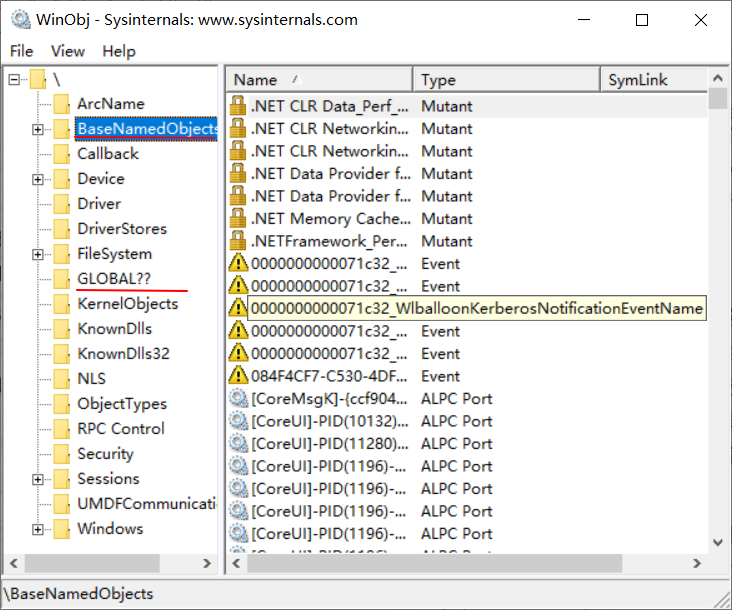 WinObj - Sysinternals: www.sysinternals.com
File View Help
\
ArcName
BaseNamedObjects
Callback
Device
Driver
DriverStores
FileSystem
GLOBAL??
KernelObjects
KnownDlls
KnownDlls32
NLS
ObjectTypes
RPC Control
Security
Sessions
UMDFCommunicati
Windows
Name Type SymLink
.NET CLR Data_Perf_... Mutant
.NET CLR Networkin... Mutant
.NET CLR Networkin... Mutant
.NET Data Provider f... Mutant
.NET Data Provider f... Mutant
.NET Memory Cache... Mutant
.NETFramework_Per... Mutant
0000000000071c32_... Event
0000000000071c32_... Event
0000000000071c32_WlballoonKerberosNotificationEventName
0000000000071c32_... Event
0000000000071c32_... Event
084F4CF7-C530-4DF... Event
[CoreMsgK]-{ccf904... ALPC Port
[CoreUI]-PID(10132)... ALPC Port
[CoreUI]-PID(11280)... ALPC Port
[CoreUI]-PID(1196)-... ALPC Port
[CoreUI]-PID(1196)-... ALPC Port
[CoreUI]-PID(1196)-... ALPC Port
[CoreUI]-PID(1196)-... ALPC Port
\BaseNamedObjects